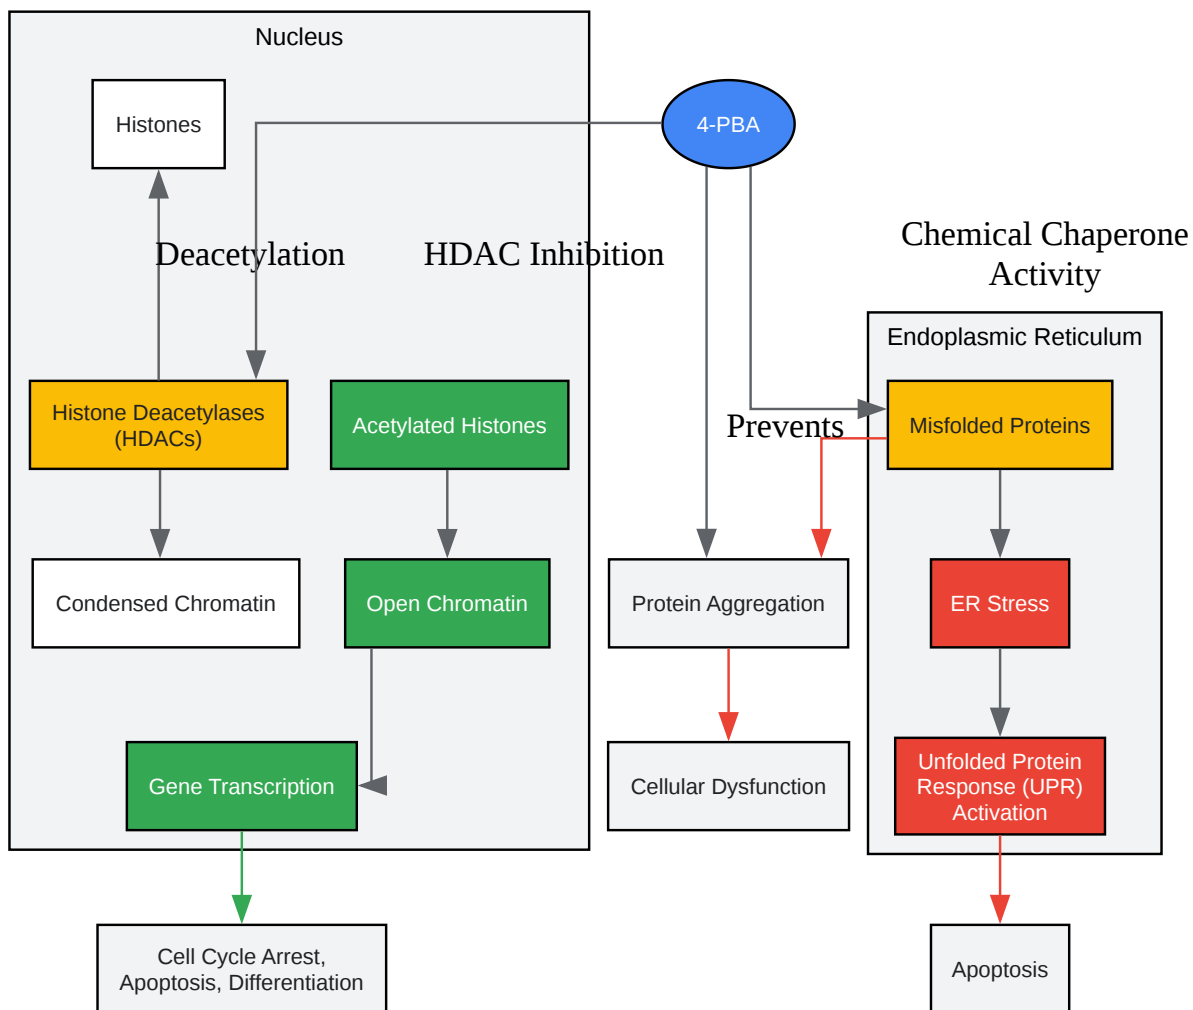 Nucleus
Histones
4-PBA
Deacetylation
HDAC Inhibition
Chemical Chaperone
Activity
Endoplasmic Reticulum
Histone Deacetylases
(HDACs)
Acetylated Histones
Prevents
Misfolded Proteins
Condensed Chromatin
Open Chromatin
Protein Aggregation
ER Stress
Gene Transcription
Cellular Dysfunction
Unfolded Protein
Response (UPR)
Activation
Cell Cycle Arrest,
Apoptosis, Differentiation
Apoptosis